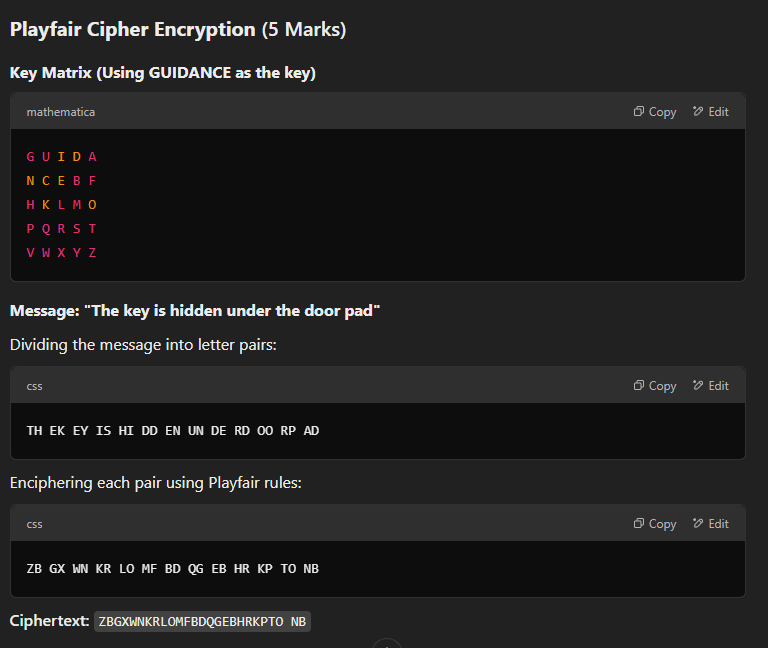 Playfair Cipher Encryption (5 Marks)
Key Matrix (Using GUIDANCE as the key)
mathematica Copy Edit
G U I D A
N C E B F
H K L M O
P Q R S T
V W X Y Z
Message: "The key is hidden under the door pad"
Dividing the message into letter pairs:
css Copy Edit
TH EK EY IS HI DD EN UN DE RD OO RP AD
Enciphering each pair using Playfair rules:
css Copy Edit
ZB GX WN KR LO MF BD QG EB HR KP TO NB
Ciphertext: ZBGXWNKRLOMFBDQGEBHRKPTO NB